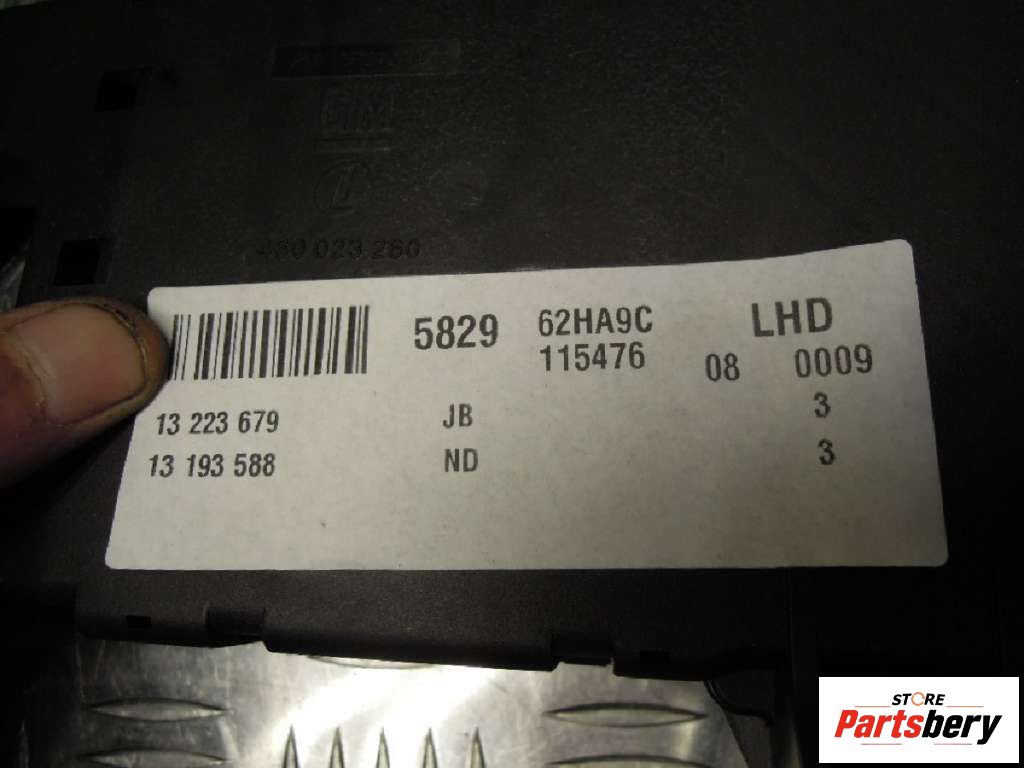 GM
460 023 260
5829 62HA9C LHD
115476 08 0009
13 223 679 JB 3
13 193 588 ND 3
STORE
Partsbery